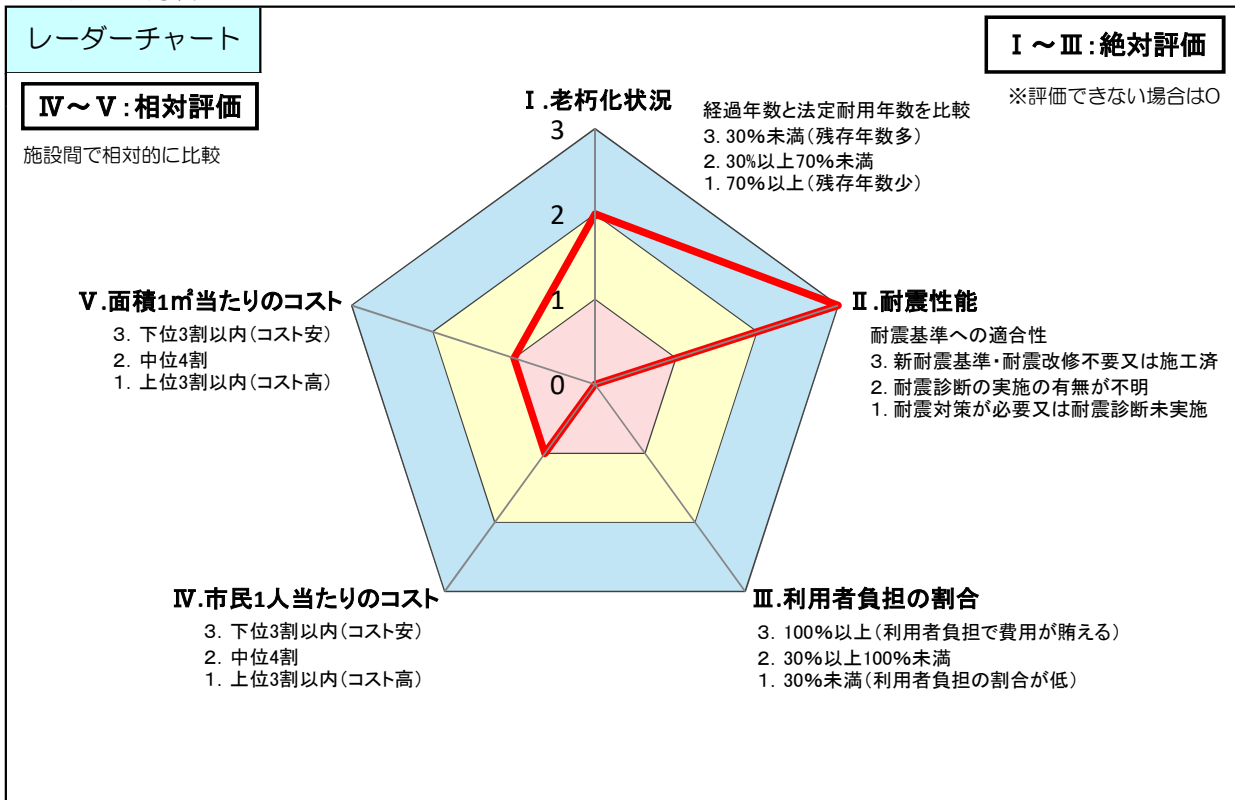 レーダーチャート
Ⅰ～Ⅲ:絶対評価
※評価できない場合は0
Ⅳ～Ⅴ:相対評価
施設間で相対的に比較
Ⅰ.老朽化状況
経過年数と法定耐用年数を比較
3. 30%未満(残存年数多)
2. 30%以上70%未満
1. 70%以上(残存年数少)
3
2
1
0
Ⅱ.耐震性能
耐震基準への適合性
3. 新耐震基準・耐震改修不要又は施工済
2. 耐震診断の実施の有無が不明
1. 耐震対策が必要又は耐震診断未実施
Ⅴ.面積1㎡当たりのコスト
3. 下位3割以内(コスト安)
2. 中位4割
1. 上位3割以内(コスト高)
Ⅳ.市民1人当たりのコスト
3. 下位3割以内(コスト安)
2. 中位4割
1. 上位3割以内(コスト高)
Ⅲ.利用者負担の割合
3. 100%以上(利用者負担で費用が賄える)
2. 30%以上100%未満
1. 30%未満(利用者負担の割合が低)